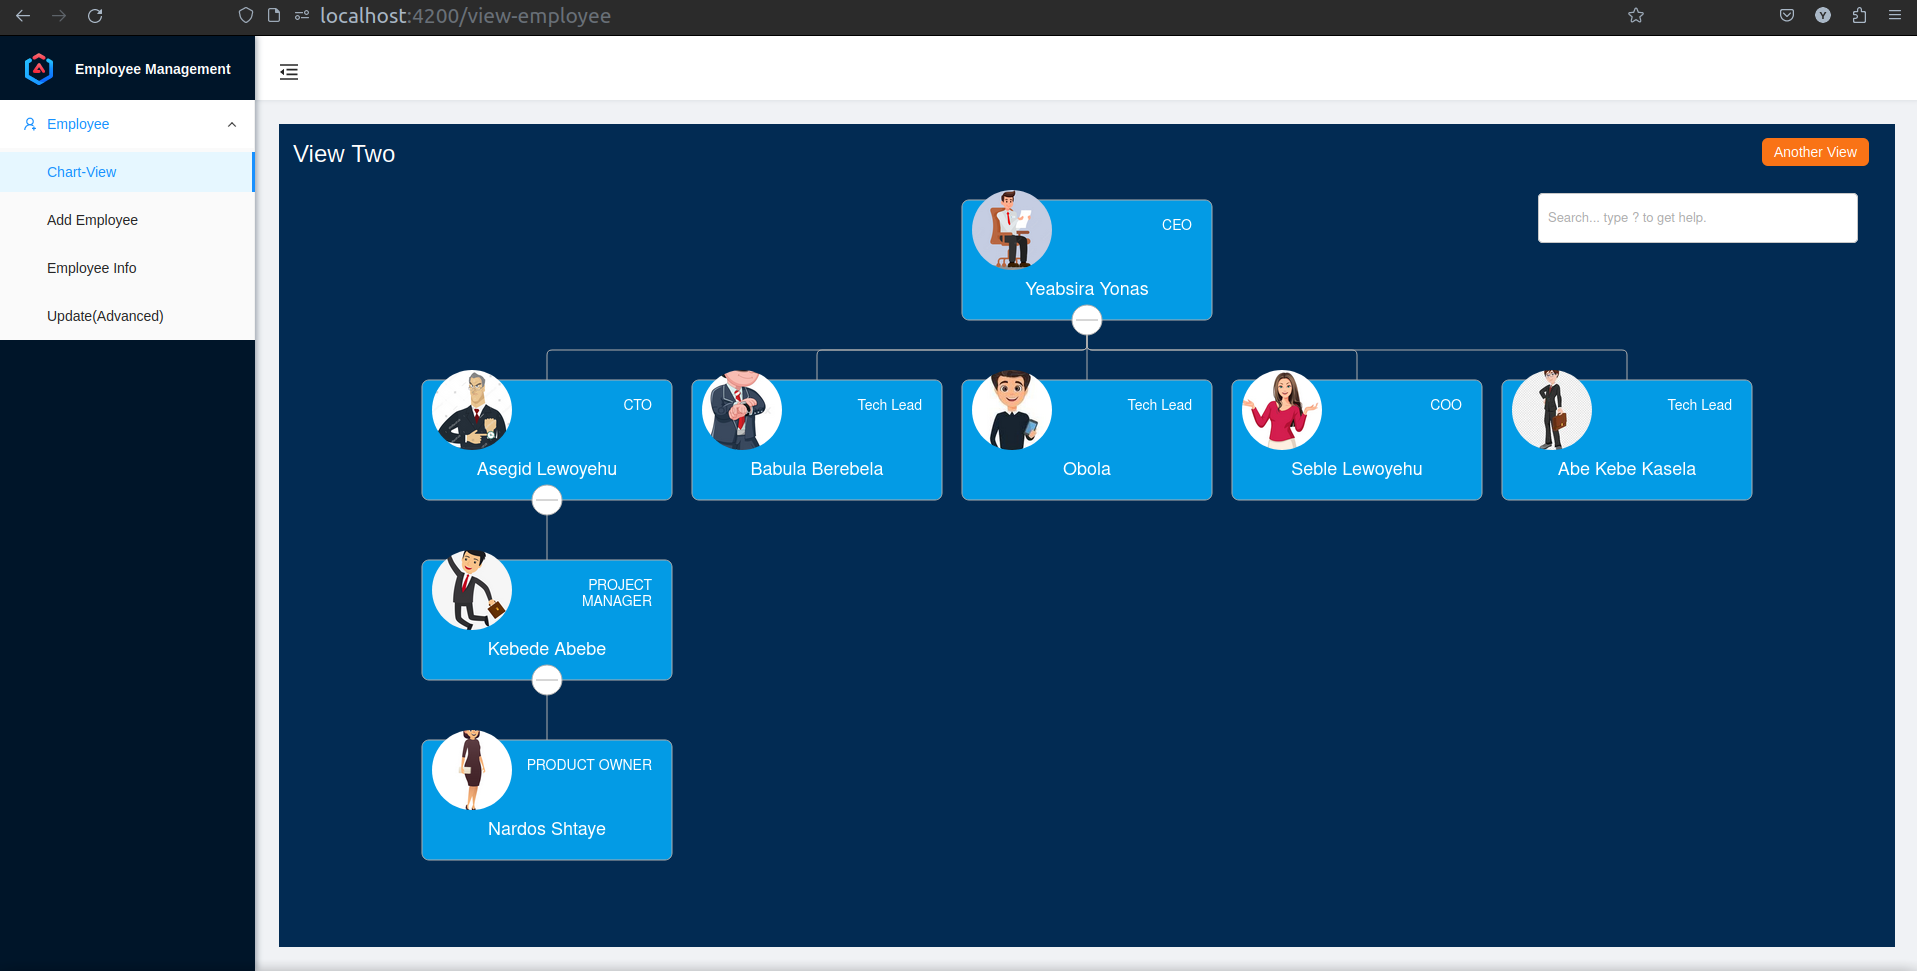 localhost:4200/view-employee
Y
Employee Management
Employee
Chart-View
Add Employee
Employee Info
Update(Advanced)
View Two
Another View
Search... type ? to get help.
CEO
Yeabsira Yonas
CTO
Asegid Lewoyehu
Tech Lead
Babula Berebela
Tech Lead
Obola
COO
Seble Lewoyehu
Tech Lead
Abe Kebe Kasela
PROJECT
MANAGER
Kebede Abebe
PRODUCT OWNER
Nardos Shtaye